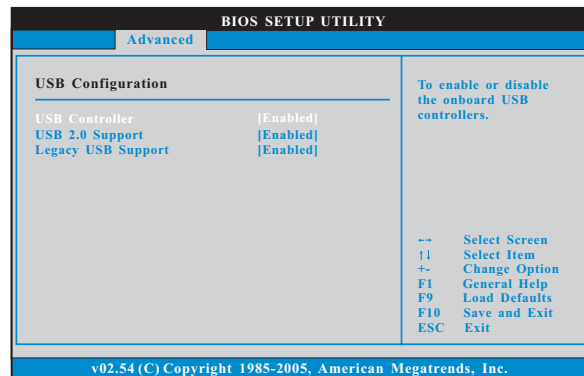 BIOS SETUP UTILITY
Advanced
USB Configuration
USB Controller [Enabled]
USB 2.0 Support [Enabled]
Legacy USB Support [Enabled]
To enable or disable
the onboard USB
controllers.
←→ Select Screen
↑↓ Select Item
+- Change Option
F1 General Help
F9 Load Defaults
F10 Save and Exit
ESC Exit
v02.54 (C) Copyright 1985-2005, American Megatrends, Inc.